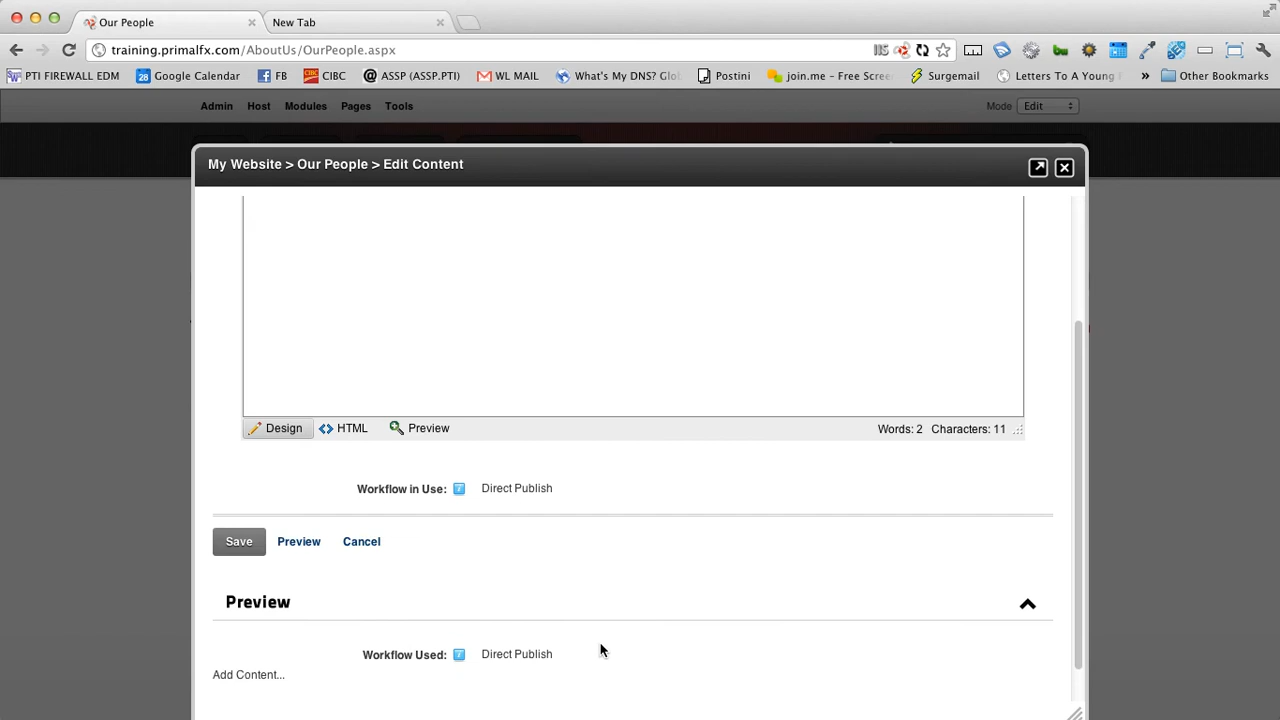 Our People
New Tab
training.primalfx.com/AboutUs/OurPeople.aspx
IIS
PTI FIREWALL EDM
28 Google Calendar
FB
CIBC
ASSP (ASSP.PTI)
WL MAIL
What's My DNS? Glo
Postini
join.me – Free Scree
Surgemail
Letters To A Young
»
Other Bookmarks
Admin Host Modules Pages Tools
Mode Edit
My Website > Our People > Edit Content
Design HTML Preview Words: 2 Characters: 11
Workflow in Use: Direct Publish
Save Preview Cancel
Preview
Workflow Used: Direct Publish
Add Content...